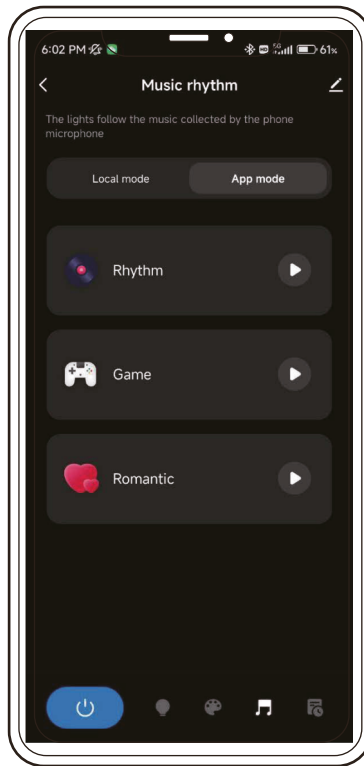 6:02 PM 5G 61%
Music rhythm
The lights follow the music collected by the phone
microphone
Local mode App mode
Rhythm
Game
Romantic